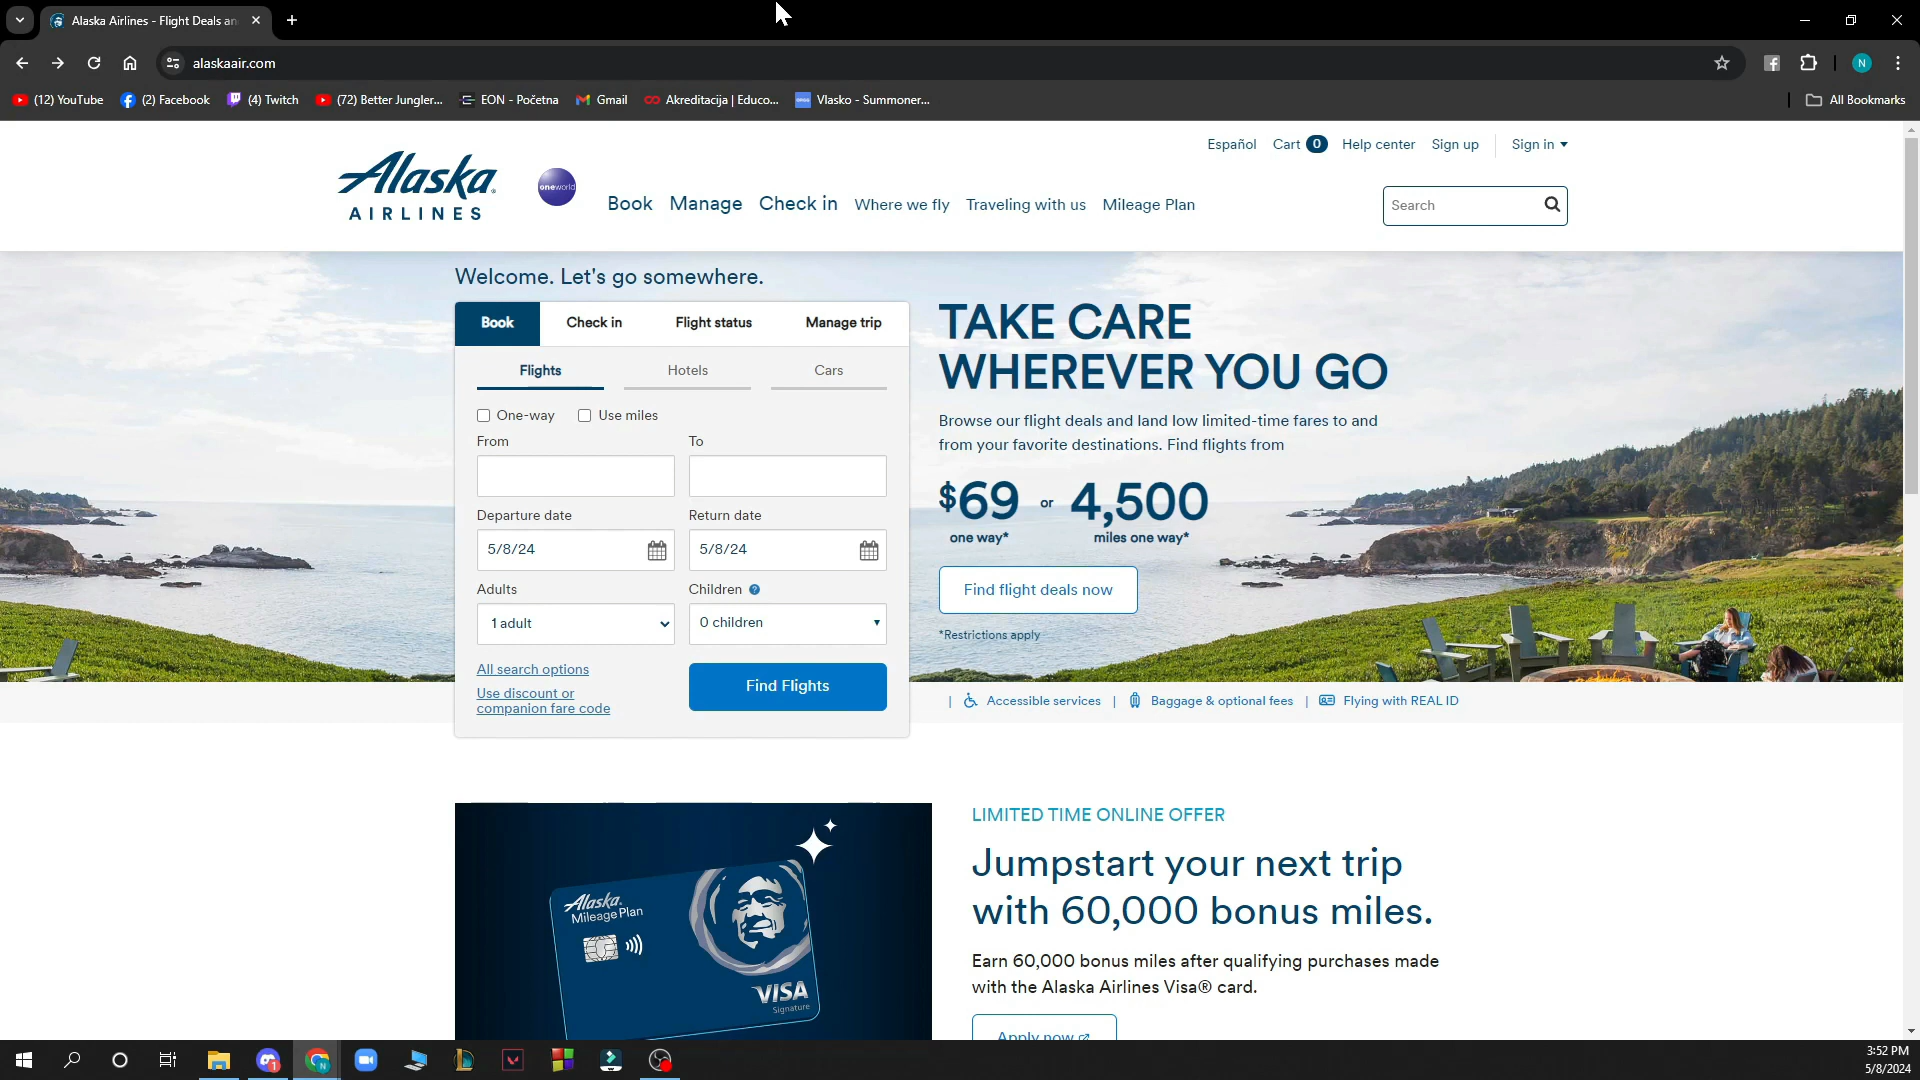 Alaska Airlines - Flight Deals an
alaskaair.com
N
(12) YouTube
(2) Facebook
(4) Twitch
(72) Better Jungler...
EON - Početna
Gmail
Akreditacija | Educo...
Vlasko - Summoner...
All Bookmarks
Español
Cart 0
Help center
Sign up
Sign in
Alaska
AIRLINES
oneworld
Book
Manage
Check in
Where we fly
Traveling with us
Mileage Plan
Search
Welcome. Let's go somewhere.
Book
Check in
Flight status
Manage trip
Flights
Hotels
Cars
One-way
Use miles
From
To
Departure date
Return date
5/8/24
5/8/24
Adults
Children ?
1 adult
0 children
All search options
Use discount or
companion fare code
Find Flights
TAKE CARE
WHEREVER YOU GO
Browse our flight deals and land low limited-time fares to and
from your favorite destinations. Find flights from
$69 or 4,500
one way* miles one way*
Find flight deals now
*Restrictions apply
| Accessible services | Baggage & optional fees | Flying with REAL ID
Alaska
Mileage Plan
VISA
Signature
LIMITED TIME ONLINE OFFER
Jumpstart your next trip
with 60,000 bonus miles.
Earn 60,000 bonus miles after qualifying purchases made
with the Alaska Airlines Visa® card.
Apply now
1
N
3:52 PM
5/8/2024